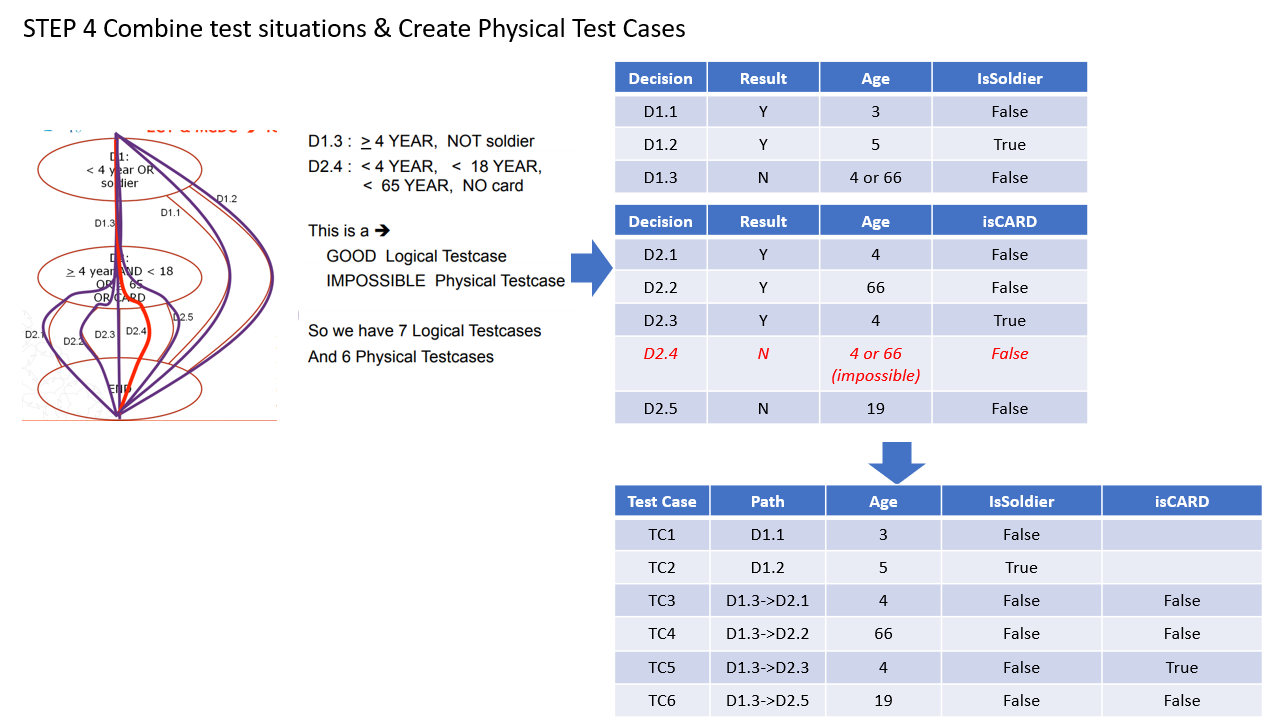 STEP 4 Combine test situations & Create Physical Test Cases
D1:
< 4 year OR
soldier
D1.1
D1.2
D1.3
D2:
≥ 4 year AND < 18
OR ≥ 65
OR CARD
D2.1
D2.2
D2.3
D2.4
D2.5
END
D1.3 : ≥ 4 YEAR, NOT soldier
D2.4 : < 4 YEAR, < 18 YEAR,
< 65 YEAR, NO card
This is a ➔
GOOD Logical Testcase
IMPOSSIBLE Physical Testcase
So we have 7 Logical Testcases
And 6 Physical Testcases
Decision Result Age IsSoldier
D1.1 Y 3 False
D1.2 Y 5 True
D1.3 N 4 or 66 False
Decision Result Age isCARD
D2.1 Y 4 False
D2.2 Y 66 False
D2.3 Y 4 True
D2.4 N 4 or 66 False
(impossible)
D2.5 N 19 False
Test Case Path Age IsSoldier isCARD
TC1 D1.1 3 False
TC2 D1.2 5 True
TC3 D1.3->D2.1 4 False False
TC4 D1.3->D2.2 66 False False
TC5 D1.3->D2.3 4 False True
TC6 D1.3->D2.5 19 False False